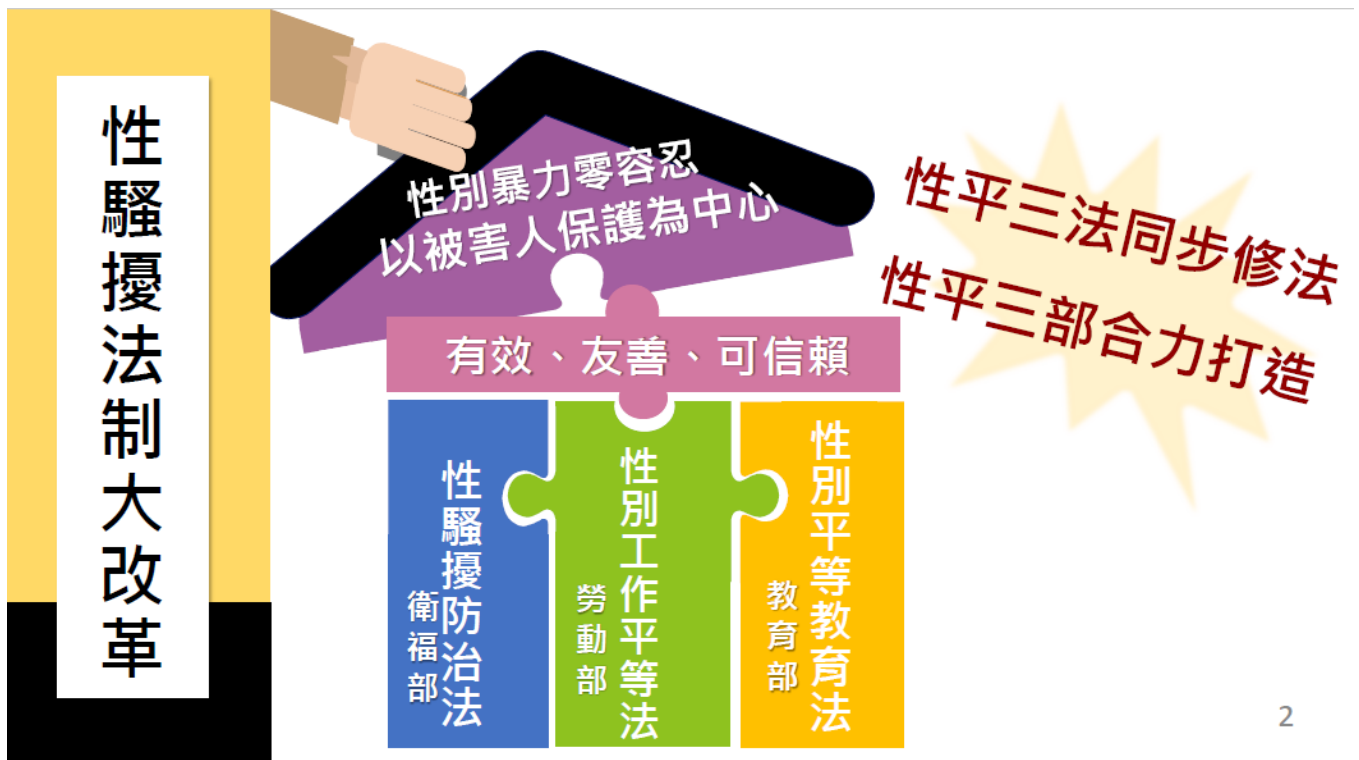 性騷擾法制大改革
性別暴力零容忍
以被害人保護為中心
性平三法同步修法
性平三部合力打造
有效、友善、可信賴
性騷擾防治法
衛福部
性別工作平等法
勞動部
性別平等教育法
教育部
2